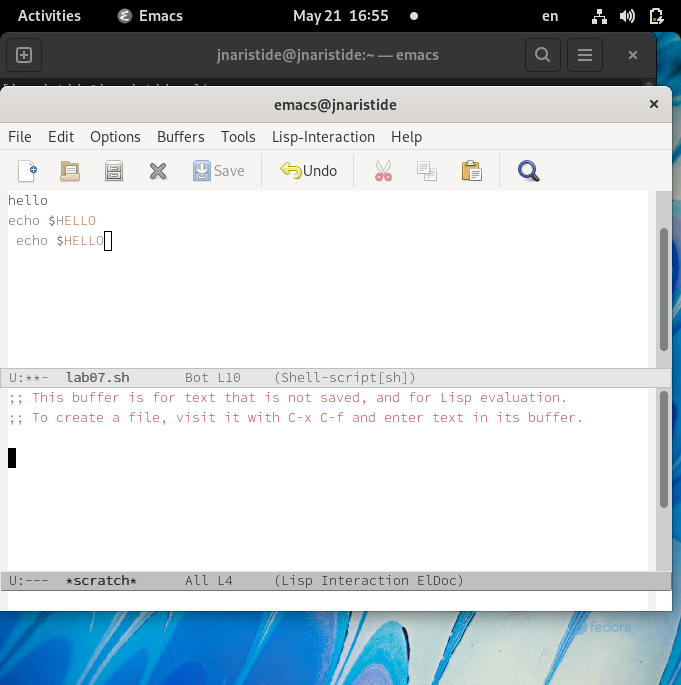 Activities Emacs May 21 16:55 en
jnaristide@jnaristide:~ — emacs
emacs@jnaristide
File Edit Options Buffers Tools Lisp-Interaction Help
Save Undo
hello
echo $HELLO
 echo $HELLO
U:**- lab07.sh Bot L10 (Shell-script[sh])
;; This buffer is for text that is not saved, and for Lisp evaluation.
;; To create a file, visit it with C-x C-f and enter text in its buffer.
U:--- *scratch* All L4 (Lisp Interaction ElDoc)
fedora